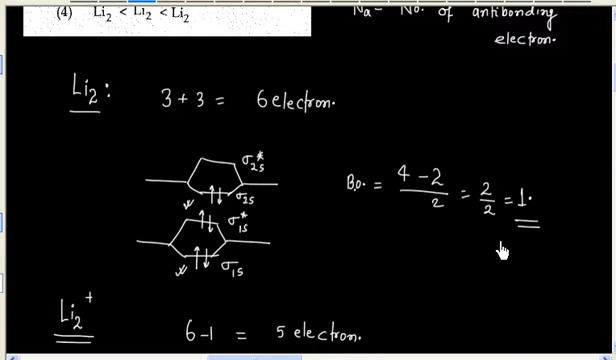 (4) Li₂ < Li₂ < Li₂
Na – No. of antibonding
electron.
Li₂ : 3 + 3 = 6 electron.
σ*2s
σ2s
σ*1s
σ1s
B.O. = 4 – 2 / 2 = 2/2 = 1.
Li₂⁺ 6 – 1 = 5 electron.